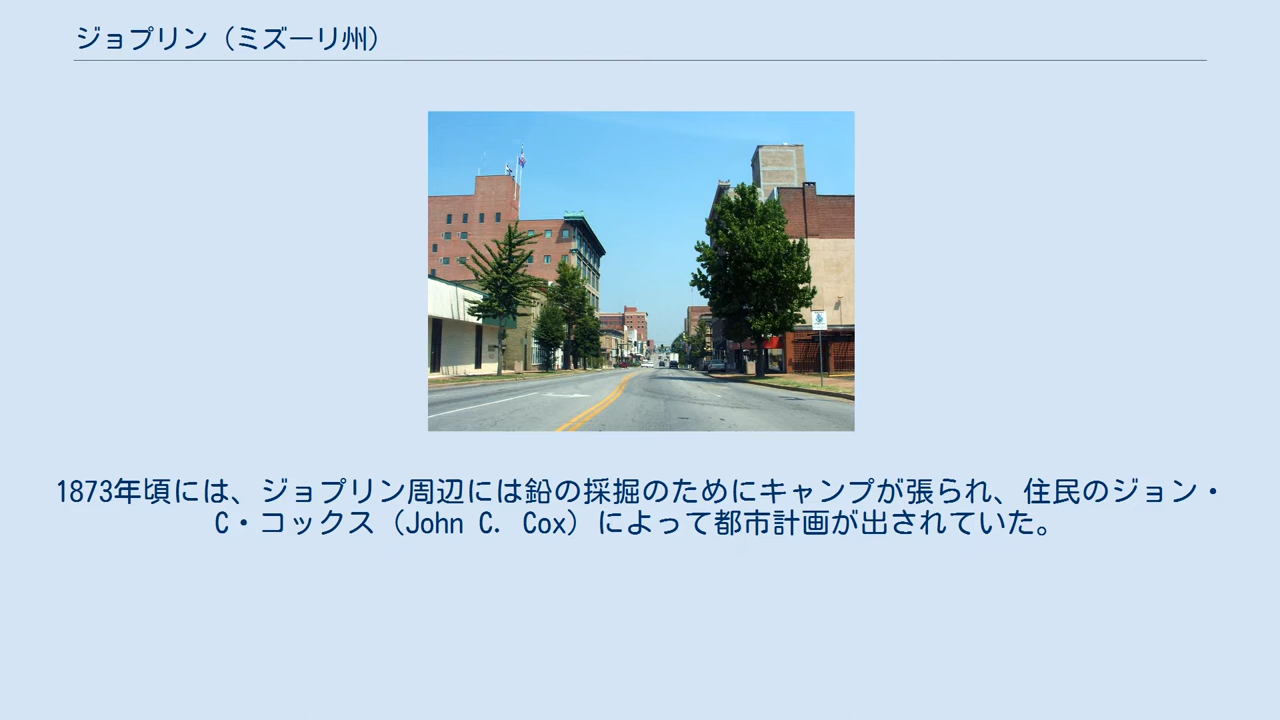 ジョプリン（ミズーリ州）
1873年頃には、ジョプリン周辺には鉛の採掘のためにキャンプが張られ、住民のジョン・
C・コックス（John C. Cox）によって都市計画が出されていた。